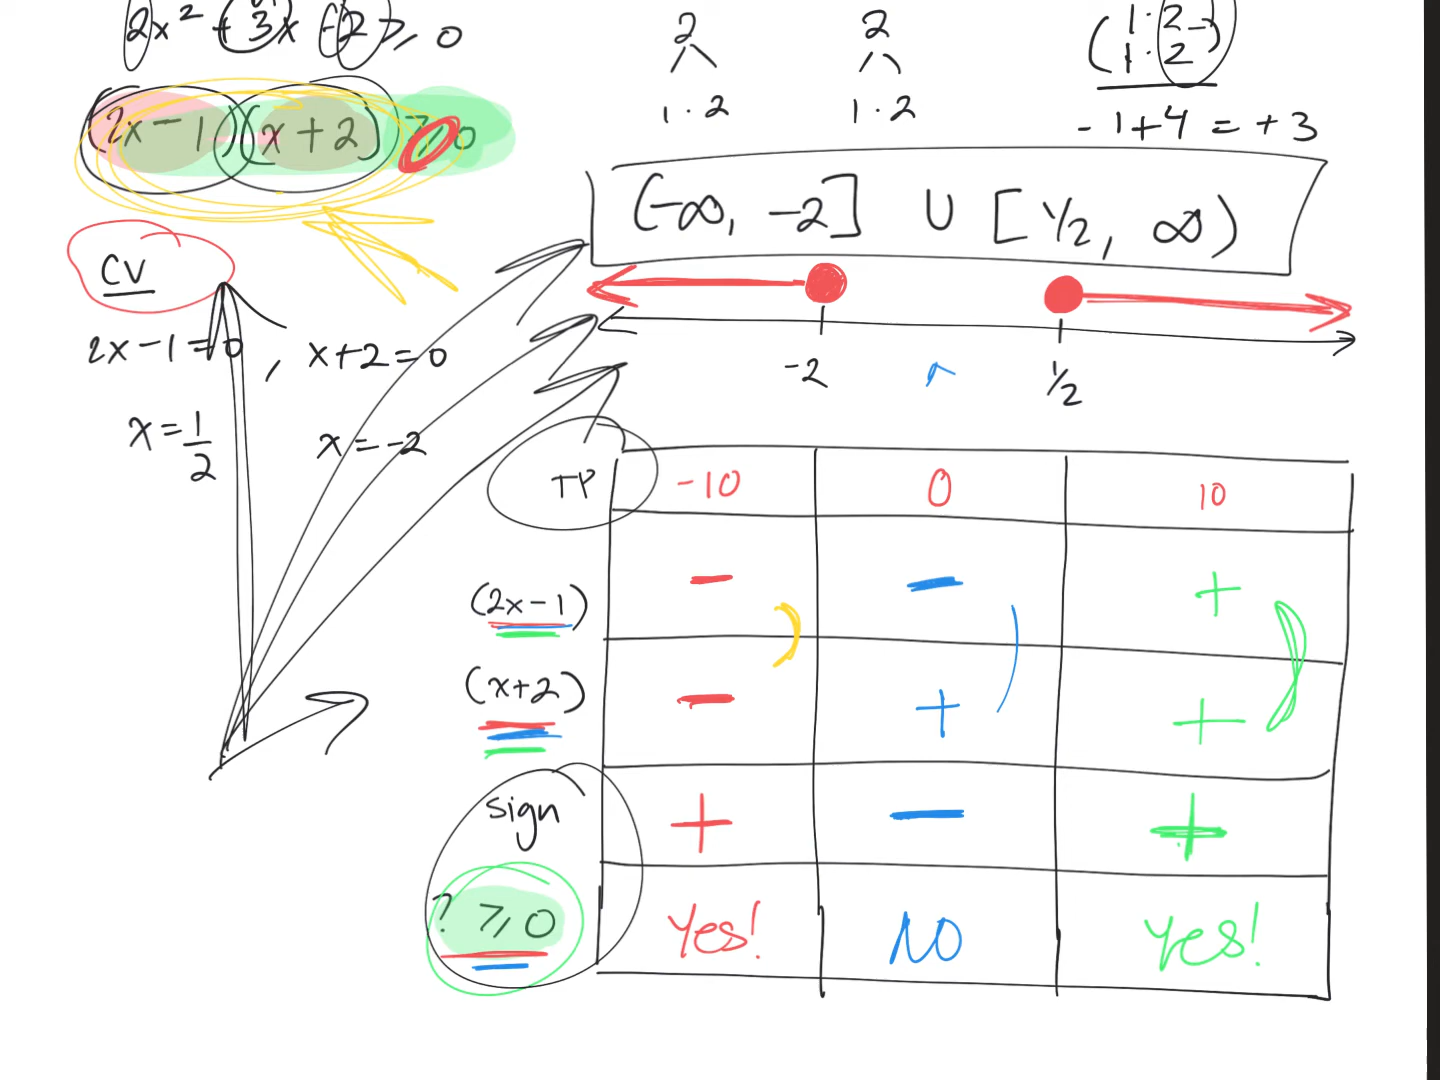 2x² + 3x - 2 ≥ 0
(2x - 1)(x + 2) ≥ 0
CV
2x - 1 = 0 , x + 2 = 0
x = 1/2 x = -2
2 2
1 · 2 1 · 2
(1 · 2 -)
(1 · 2)
- 1 + 4 = + 3
(-∞, -2] ∪ [1/2, ∞)
-2 1/2
TP -10 0 10
(2x - 1) - - +
(x + 2) - + +
sign + - +
? ≥ 0 Yes! NO Yes!